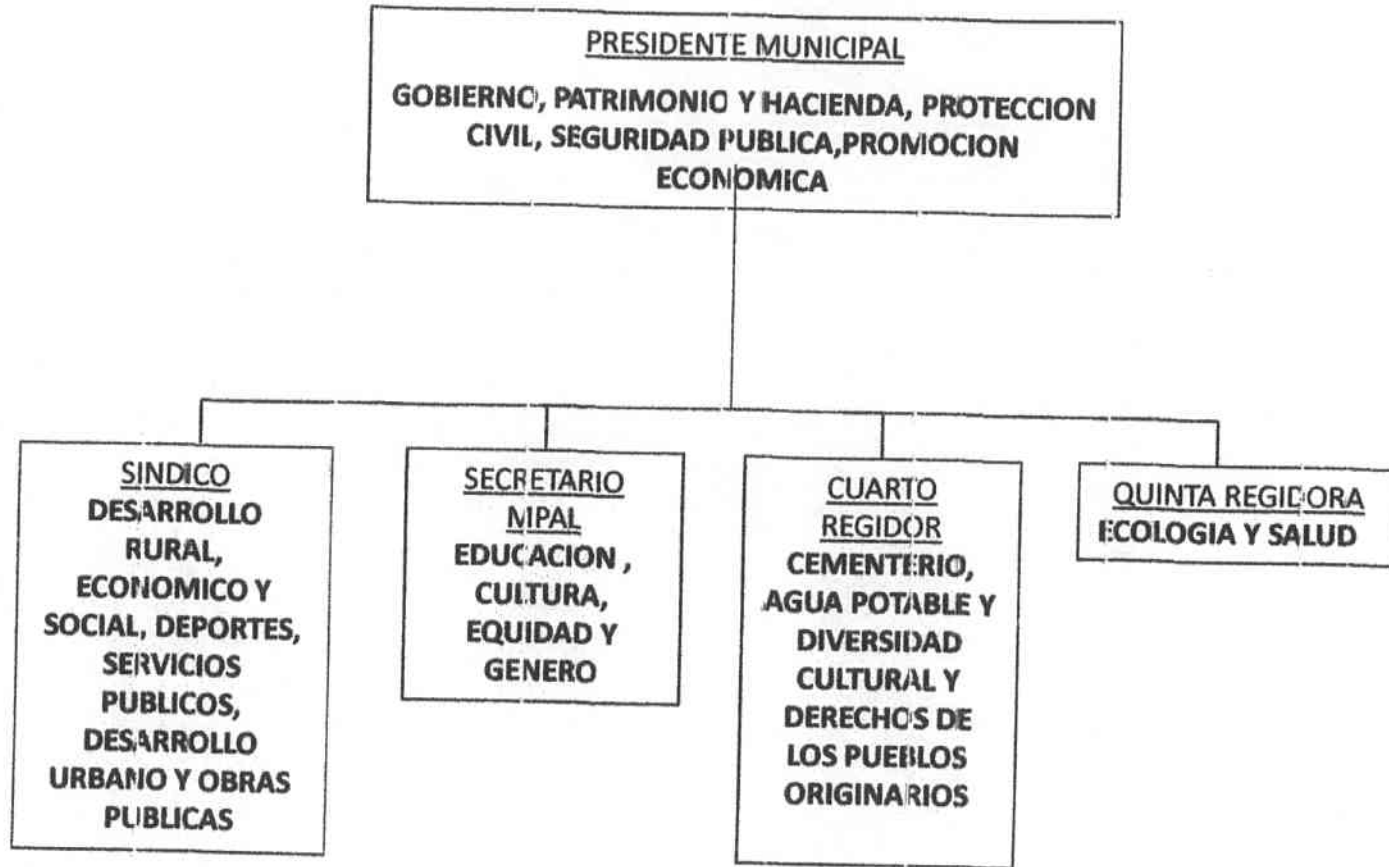 PRESIDENTE MUNICIPAL
GOBIERNO, PATRIMONIO Y HACIENDA, PROTECCION
CIVIL, SEGURIDAD PUBLICA,PROMOCION
ECONOMICA
SINDICO
DESARROLLO
RURAL,
ECONOMICO Y
SOCIAL, DEPORTES,
SERVICIOS
PUBLICOS,
DESARROLLO
URBANO Y OBRAS
PUBLICAS
SECRETARIO
MPAL
EDUCACION ,
CULTURA,
EQUIDAD Y
GENERO
CUARTO
REGIDOR
CEMENTERIO,
AGUA POTABLE Y
DIVERSIDAD
CULTURAL Y
DERECHOS DE
LOS PUEBLOS
ORIGINARIOS
QUINTA REGIDORA
ECOLOGIA Y SALUD